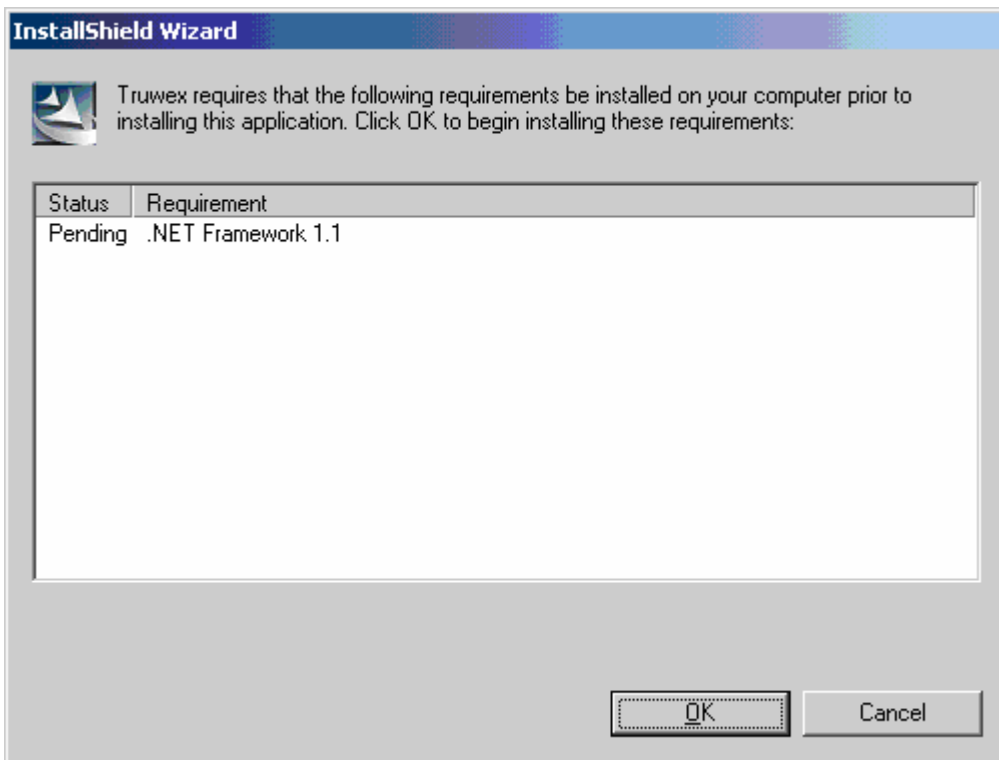 InstallShield Wizard
Truwex requires that the following requirements be installed on your computer prior to
installing this application. Click OK to begin installing these requirements:
Status Requirement
Pending .NET Framework 1.1
OK Cancel